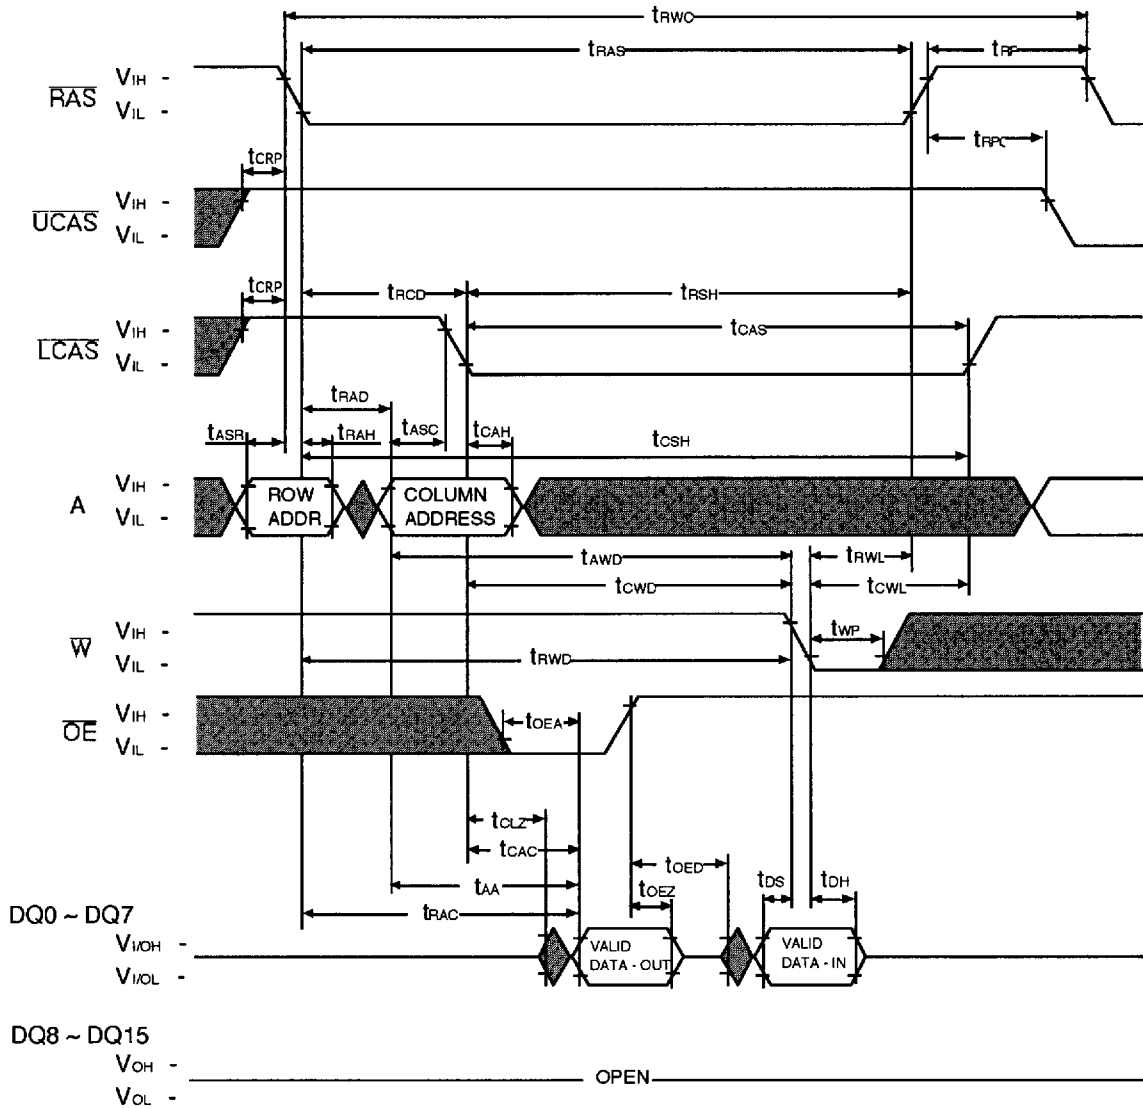 tRWC
tRAS
tRP
RAS
VIH -
VIL -
tCRP
tRPC
UCAS
VIH -
VIL -
tCRP
tRCD
tRSH
LCAS
VIH -
VIL -
tCAS
tRAD
tASR
tRAH
tASC
tCAH
tCSH
A
VIH -
VIL -
ROW
ADDR
COLUMN
ADDRESS
tAWD
tRWL
tCWD
tCWL
W
VIH -
VIL -
tWP
tRWD
OE
VIH -
VIL -
tOEA
tCLZ
tCAC
tOED
tAA
tOEZ
tDS
tDH
tRAC
DQ0 ~ DQ7
VI/OH -
VI/OL -
VALID
DATA - OUT
VALID
DATA - IN
DQ8 ~ DQ15
VOH -
VOL -
OPEN